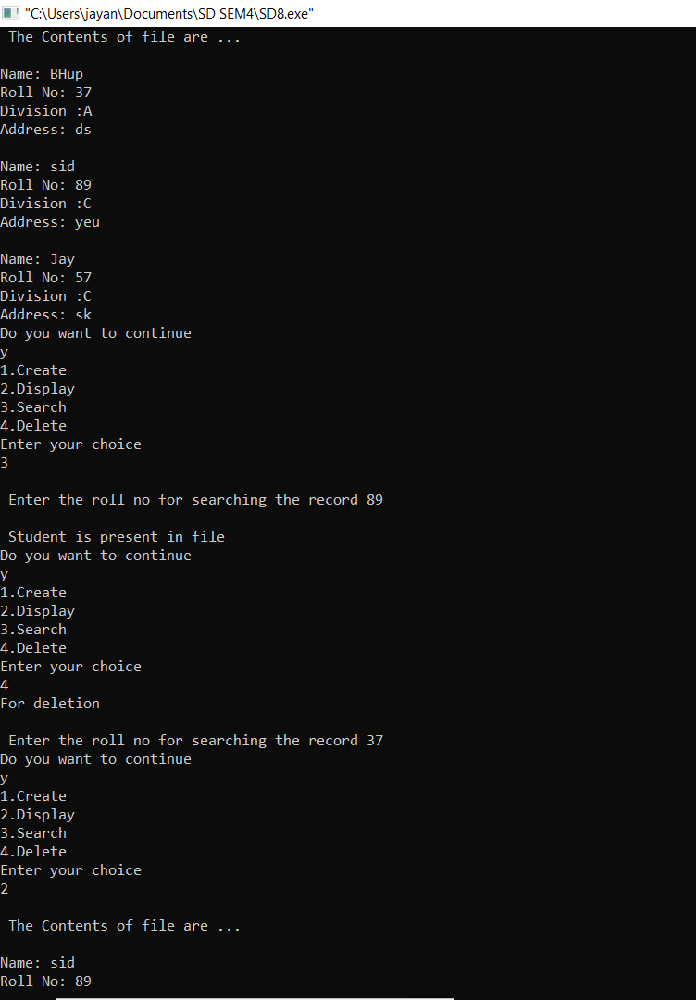 "C:\Users\jayan\Documents\SD SEM4\SD8.exe"
The Contents of file are ...
Name: BHup
Roll No: 37
Division :A
Address: ds
Name: sid
Roll No: 89
Division :C
Address: yeu
Name: Jay
Roll No: 57
Division :C
Address: sk
Do you want to continue
y
1.Create
2.Display
3.Search
4.Delete
Enter your choice
3
Enter the roll no for searching the record 89
Student is present in file
Do you want to continue
y
1.Create
2.Display
3.Search
4.Delete
Enter your choice
4
For deletion
Enter the roll no for searching the record 37
Do you want to continue
y
1.Create
2.Display
3.Search
4.Delete
Enter your choice
2
The Contents of file are ...
Name: sid
Roll No: 89